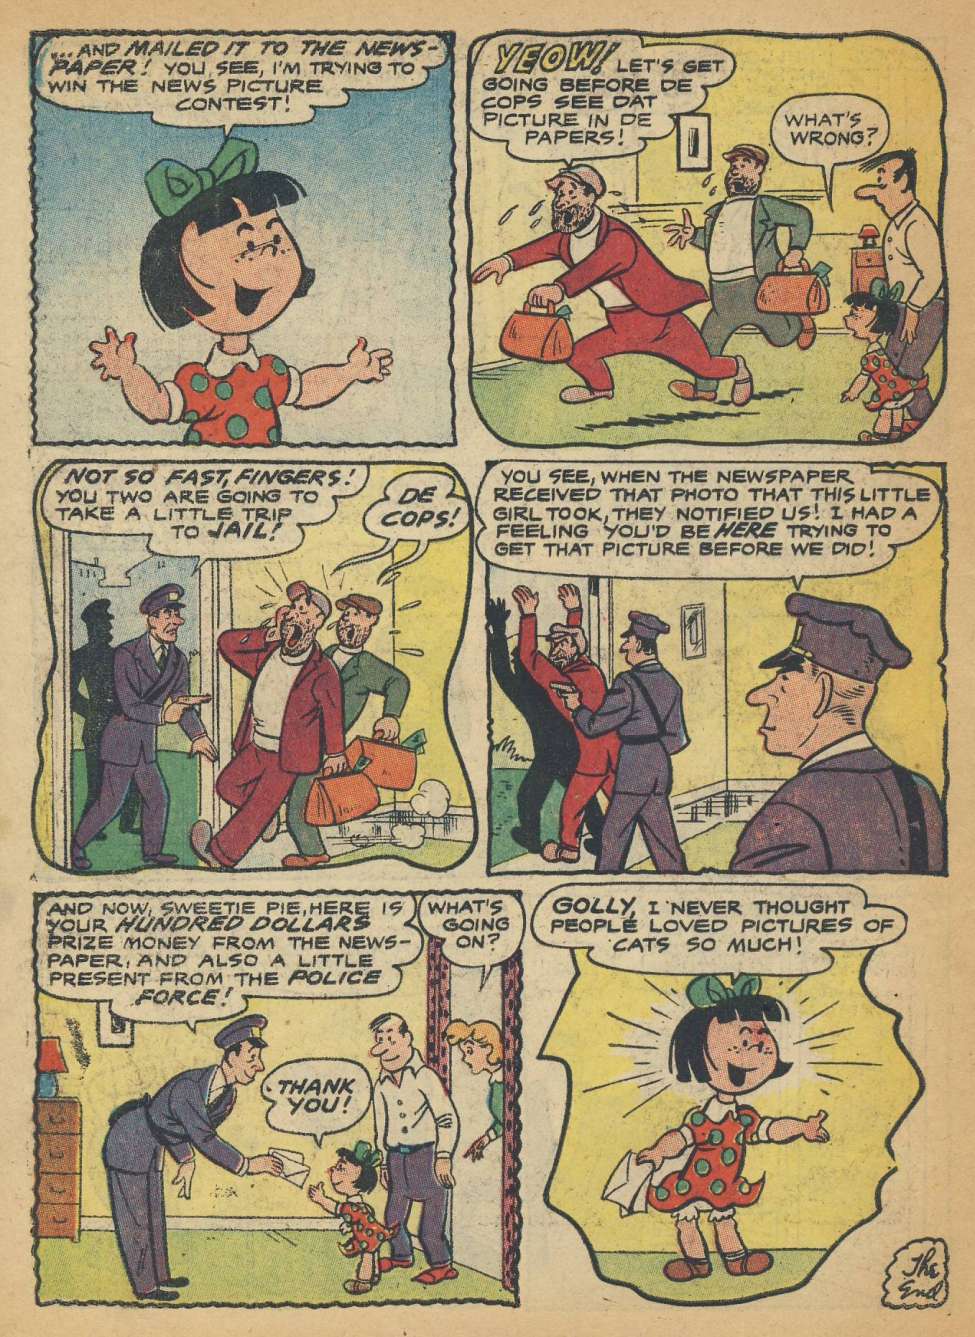 ...AND MAILED IT TO THE NEWS-
PAPER! YOU SEE, I'M TRYING TO
WIN THE NEWS PICTURE
CONTEST!
YEOW! LET'S GET
GOING BEFORE DE
COPS SEE DAT
PICTURE IN DE
PAPERS!
WHAT'S
WRONG?
NOT SO FAST, FINGERS!
YOU TWO ARE GOING TO
TAKE A LITTLE TRIP
TO JAIL!
DE
COPS!
YOU SEE, WHEN THE NEWSPAPER
RECEIVED THAT PHOTO THAT THIS LITTLE
GIRL TOOK, THEY NOTIFIED US! I HAD A
FEELING YOU'D BE HERE TRYING TO
GET THAT PICTURE BEFORE WE DID!
AND NOW, SWEETIE PIE, HERE IS
YOUR HUNDRED DOLLARS
PRIZE MONEY FROM THE NEWS-
PAPER, AND ALSO A LITTLE
PRESENT FROM THE POLICE
FORCE!
WHAT'S
GOING
ON?
THANK
YOU!
GOLLY, I NEVER THOUGHT
PEOPLE LOVED PICTURES OF
CATS SO MUCH!
The
End